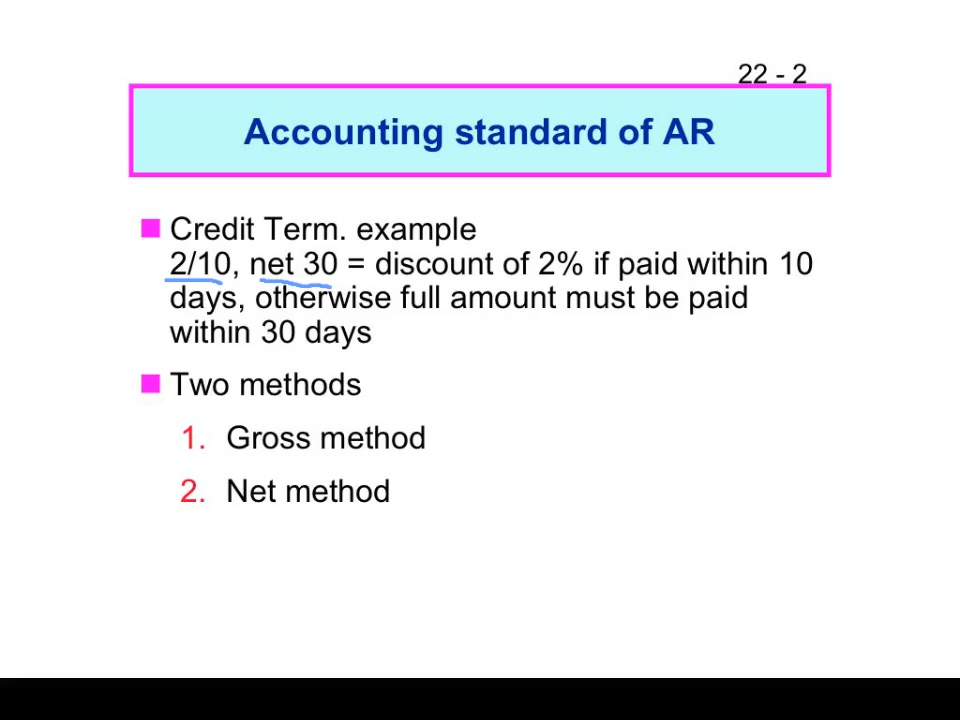 22 - 2
Accounting standard of AR
Credit Term. example
2/10, net 30 = discount of 2% if paid within 10
days, otherwise full amount must be paid
within 30 days
Two methods
1. Gross method
2. Net method